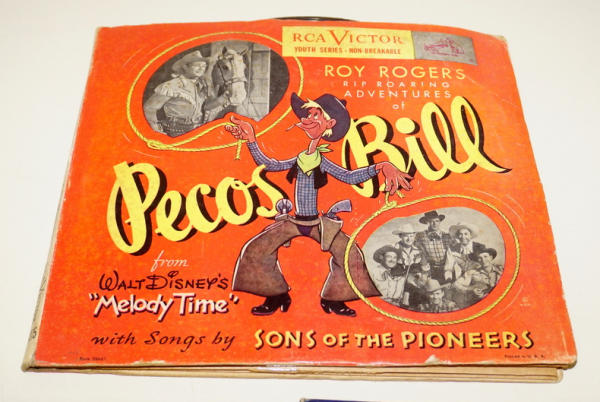 RCA VICTOR
YOUTH SERIES • NON-BREAKABLE
ROY ROGERS
RIP ROARING
ADVENTURES
of
Pecos Bill
from
WALT DISNEY'S
"Melody Time"
with Songs by SONS OF THE PIONEERS